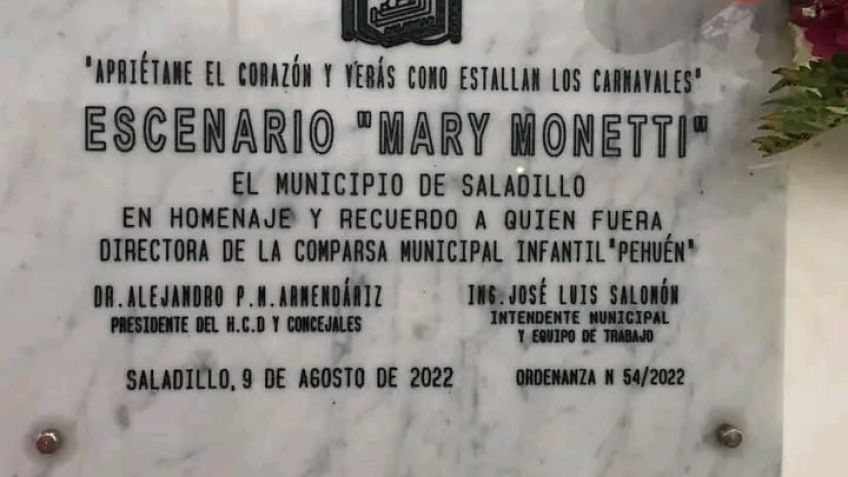 "APRIÉTAME EL CORAZÓN Y VERÁS COMO ESTALLAN LOS CARNAVALES"
ESCENARIO "MARY MONETTI"
EL MUNICIPIO DE SALADILLO
EN HOMENAJE Y RECUERDO A QUIEN FUERA
DIRECTORA DE LA COMPARSA MUNICIPAL INFANTIL "PEHUÉN"
DR. ALEJANDRO P.M. ARMENDÁRIZ
PRESIDENTE DEL H.C.D Y CONCEJALES
ING. JOSÉ LUIS SALOMÓN
INTENDENTE MUNICIPAL
Y EQUIPO DE TRABAJO
SALADILLO, 9 DE AGOSTO DE 2022
ORDENANZA N 54/2022